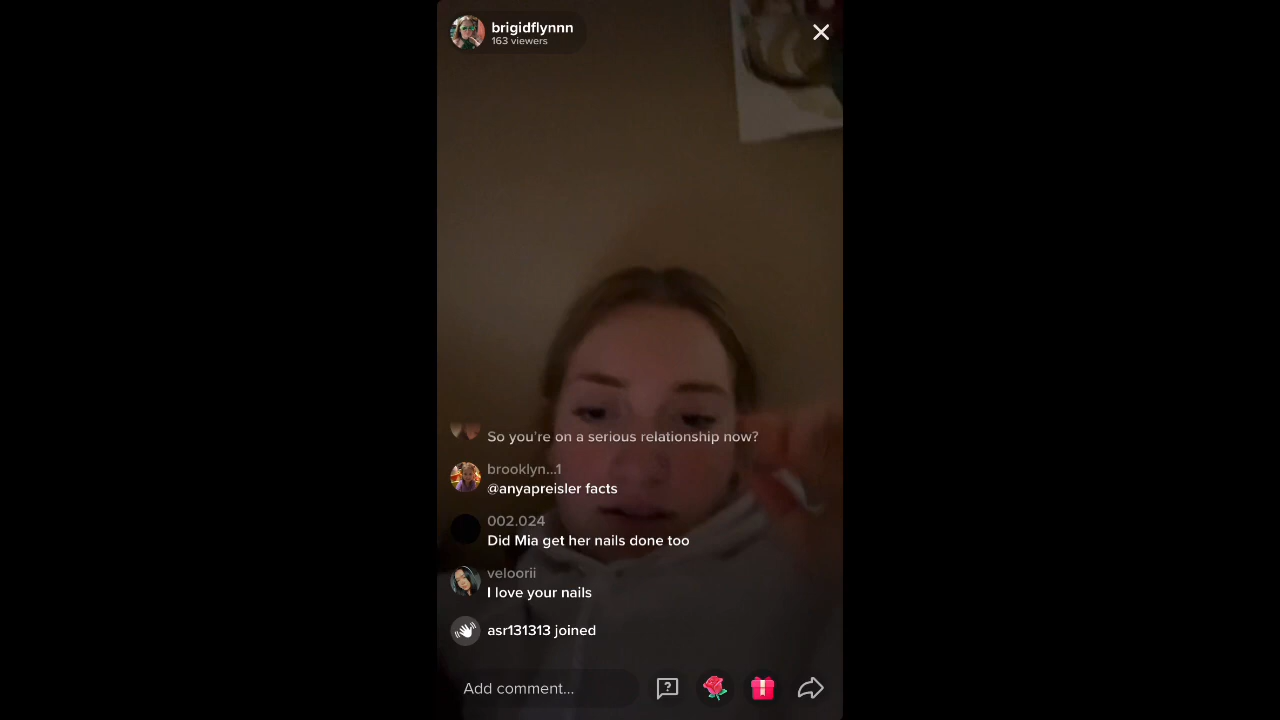 brigidflynnn
163 viewers
So you're on a serious relationship now?
brooklyn...1
@anyapreisler facts
002.024
Did Mia get her nails done too
veloorii
I love your nails
asr131313 joined
Add comment...